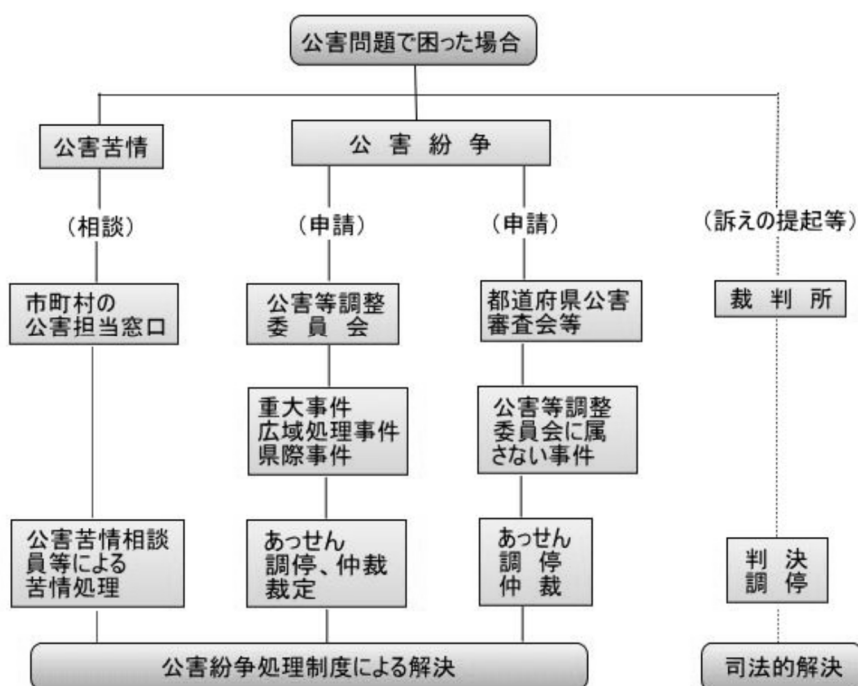 公害問題で困った場合
公害苦情
公害紛争
(相談)
(申請)
(申請)
(訴えの提起等)
市町村の
公害担当窓口
公害等調整
委員会
都道府県公害
審査会等
裁判所
重大事件
広域処理事件
県際事件
公害等調整
委員会に属
さない事件
公害苦情相談
員等による
苦情処理
あっせん
調停、仲裁
裁定
あっせん
調停
仲裁
判決
調停
公害紛争処理制度による解決
司法的解決